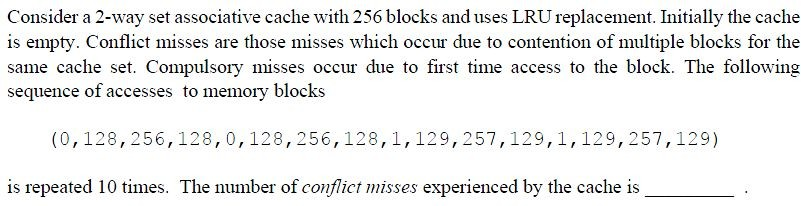 Consider a 2-way set associative cache with 256 blocks and uses LRU replacement. Initially the cache
is empty. Conflict misses are those misses which occur due to contention of multiple blocks for the
same cache set. Compulsory misses occur due to first time access to the block. The following
sequence of accesses to memory blocks
(0,128,256,128,0,128,256,128,1,129,257,129,1,129,257,129)
is repeated 10 times. The number of conflict misses experienced by the cache is __________ .